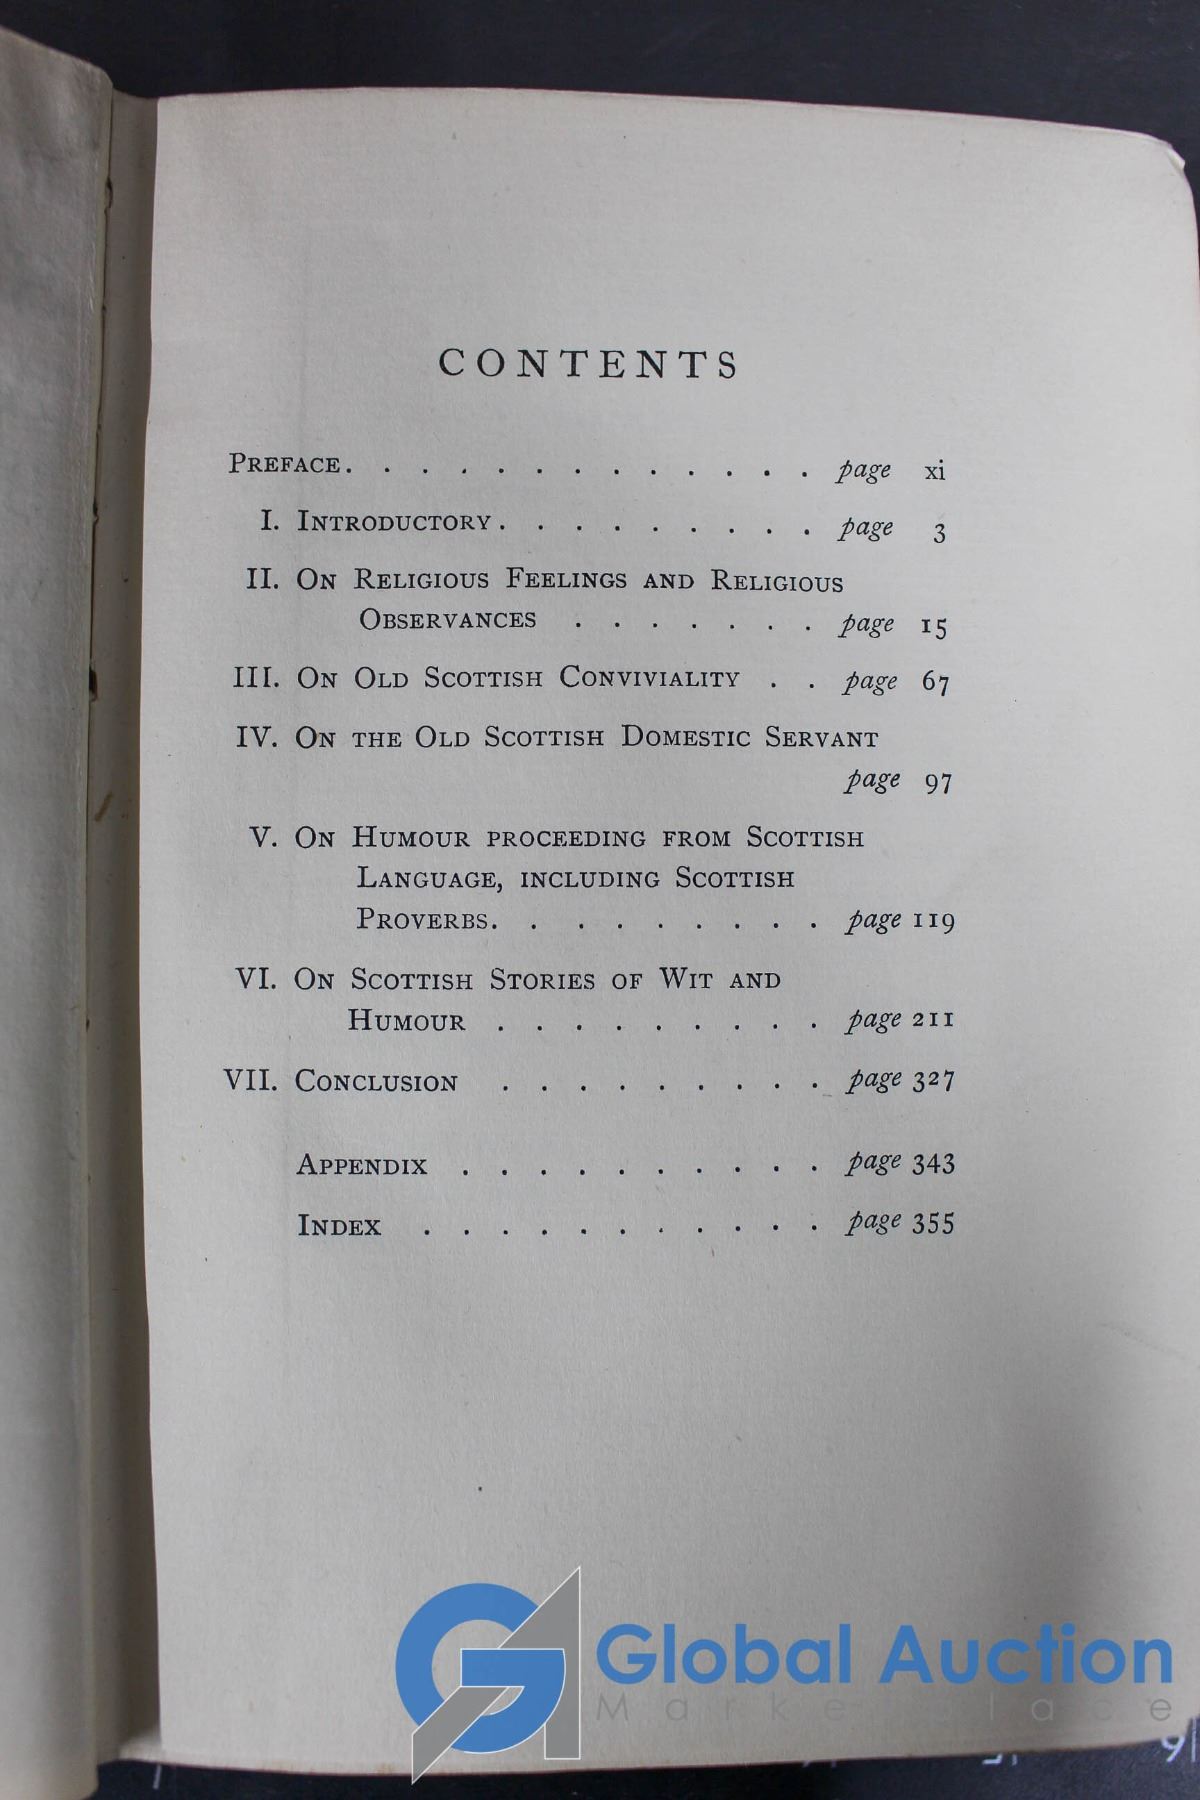 CONTENTS
PREFACE. . . . . . . . . . . . . page xi
I. INTRODUCTORY. . . . . . . . . page 3
II. ON RELIGIOUS FEELINGS AND RELIGIOUS
OBSERVANCES . . . . . . . page 15
III. ON OLD SCOTTISH CONVIVIALITY . . page 67
IV. ON THE OLD SCOTTISH DOMESTIC SERVANT
page 97
V. ON HUMOUR PROCEEDING FROM SCOTTISH
LANGUAGE, INCLUDING SCOTTISH
PROVERBS. . . . . . . . . page 119
VI. ON SCOTTISH STORIES OF WIT AND
HUMOUR . . . . . . . . . page 211
VII. CONCLUSION . . . . . . . . . page 327
APPENDIX . . . . . . . . . . page 343
INDEX . . . . . . . . . . . page 355
Global Auction
Marketplace